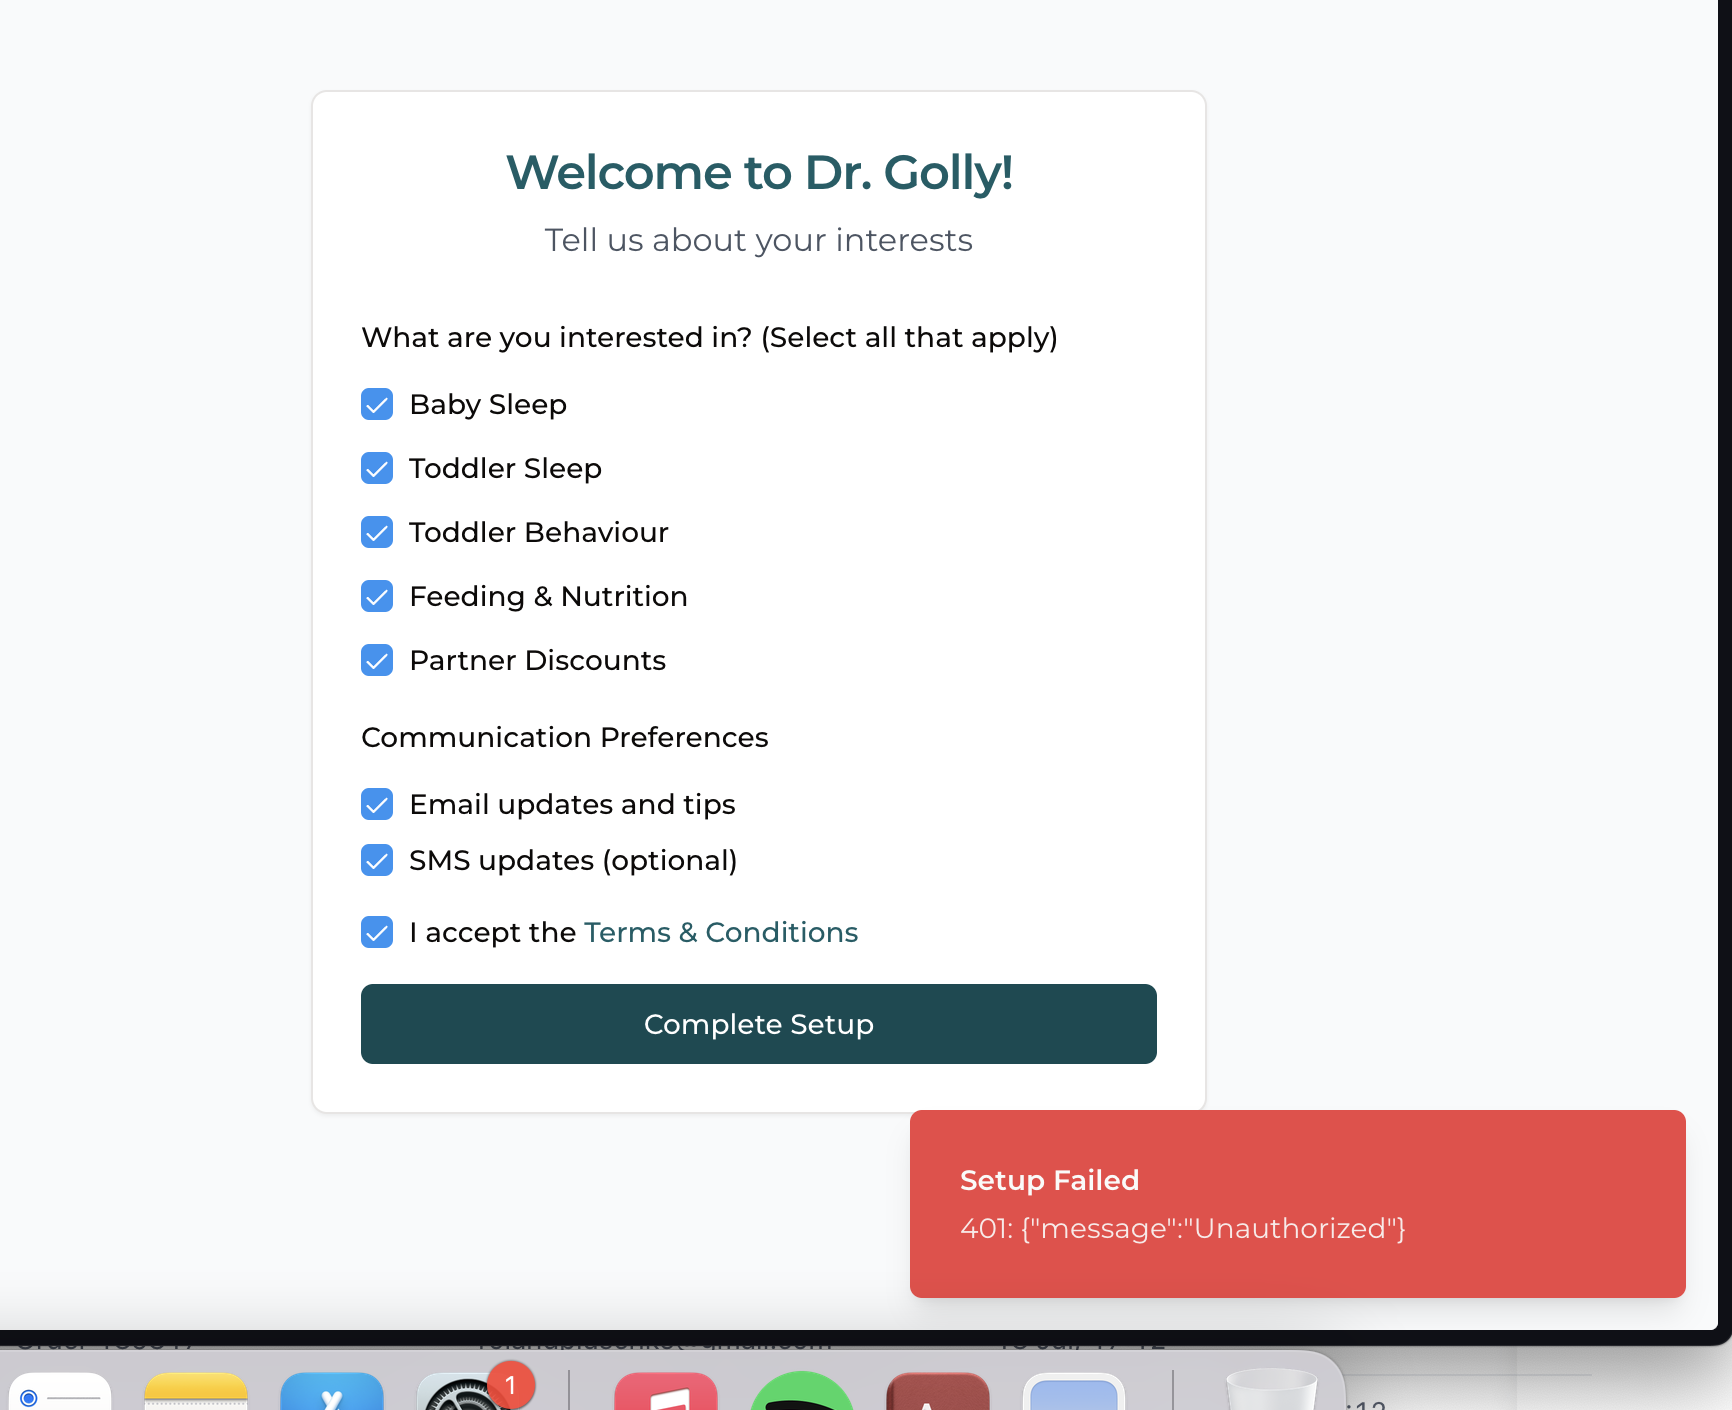 Welcome to Dr. Golly!
Tell us about your interests
What are you interested in? (Select all that apply)
Baby Sleep
Toddler Sleep
Toddler Behaviour
Feeding & Nutrition
Partner Discounts
Communication Preferences
Email updates and tips
SMS updates (optional)
I accept the Terms & Conditions
Complete Setup
Setup Failed
401: {"message":"Unauthorized"}
1